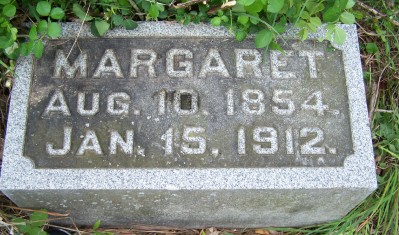 MARGARET
AUG. 10. 1854.
JAN. 15. 1912.